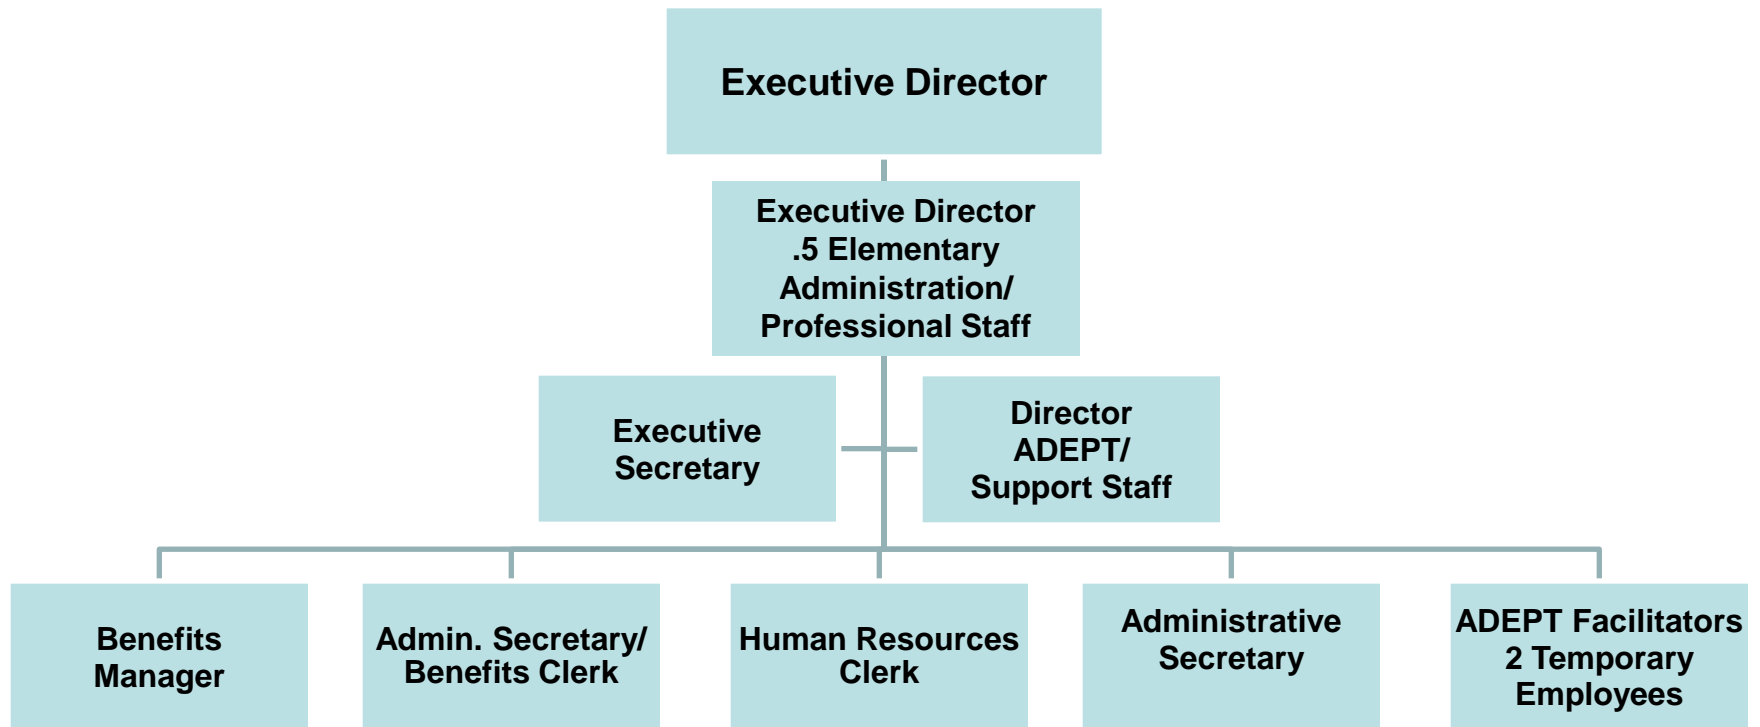 Executive Director
Executive Director
.5 Elementary
Administration/
Professional Staff
Executive
Secretary
Director
ADEPT/
Support Staff
Benefits
Manager
Admin. Secretary/
Benefits Clerk
Human Resources
Clerk
Administrative
Secretary
ADEPT Facilitators
2 Temporary
Employees